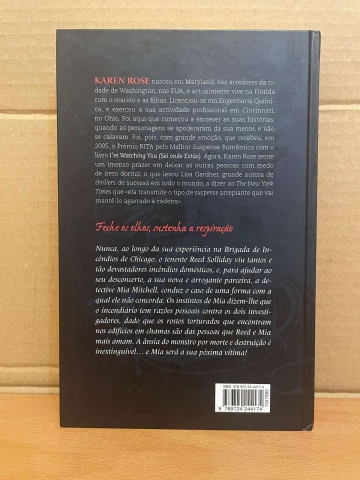 KAREN ROSE nasceu em Maryland, nos arredores da ci-
dade de Washington, nos EUA, e actualmente vive na Florida
com o marido e as filhas. Licenciou-se em Engenharia Quími-
ca, e exerceu a sua actividade profissional em Cincinnati,
no Ohio. Foi aqui que começou a escrever as suas histórias,
quando as personagens se apoderaram da sua mente, e não
se calavam. Foi, pois, com grande emoção, que recebeu, em
2005, o Prémio RITA pelo Melhor Suspense Romântico com o
livro I'm Watching You (Sei onde Estás). Agora, Karen Rose sente
um imenso prazer em deixar as outras pessoas com medo
de irem dormir, o que levou Lisa Gardner, grande autora de
thrillers de sucesso em todo o mundo, a dizer ao The New York
Times que «ela transmite o tipo de suspense arrepiante que vai
mantê-lo agarrado à cadeira».
Feche os olhos, sustenha a respiração
Nunca, ao longo da sua experiência na Brigada de In-
cêndios de Chicago, o tenente Reed Solliday viu tantos e
tão devastadores incêndios domésticos, e, para ajudar ao
seu desconcerto, a sua nova e arrogante parceira, a de-
tective Mia Mitchell, conduz o caso de uma forma com a
qual ele não concorda. Os instintos de Mia dizem-lhe que
o incendiário tem razões pessoais contra os dois investi-
gadores, dado que os rostos torturados que encontram
nos edifícios em chamas são das pessoas que Reed e Mia
mais amam. A ânsia do monstro por morte e destruição é
inextinguível... e Mia será a sua próxima vítima!
ISBN 978-972-42-4417-4
9 789724 244174